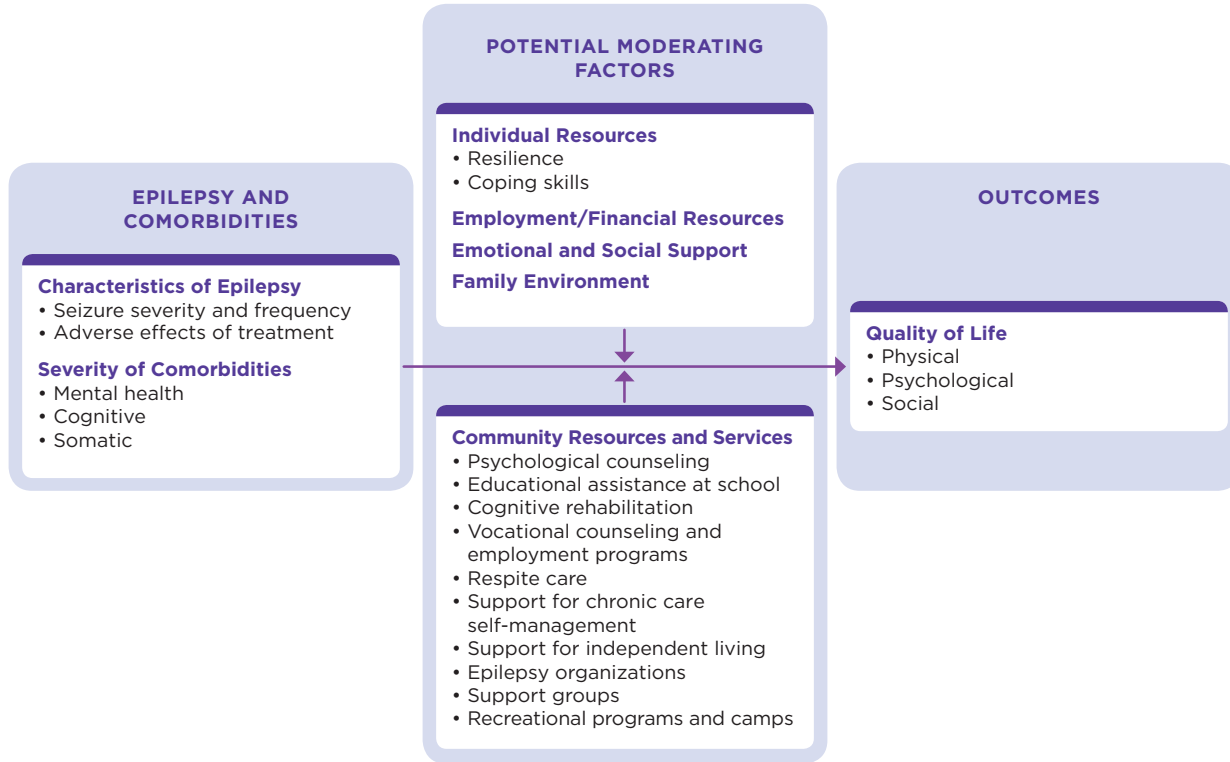 EPILEPSY AND
COMORBIDITIES
Characteristics of Epilepsy
• Seizure severity and frequency
• Adverse effects of treatment
Severity of Comorbidities
• Mental health
• Cognitive
• Somatic
POTENTIAL MODERATING
FACTORS
Individual Resources
• Resilience
• Coping skills
Employment/Financial Resources
Emotional and Social Support
Family Environment
Community Resources and Services
• Psychological counseling
• Educational assistance at school
• Cognitive rehabilitation
• Vocational counseling and
employment programs
• Respite care
• Support for chronic care
self-management
• Support for independent living
• Epilepsy organizations
• Support groups
• Recreational programs and camps
OUTCOMES
Quality of Life
• Physical
• Psychological
• Social